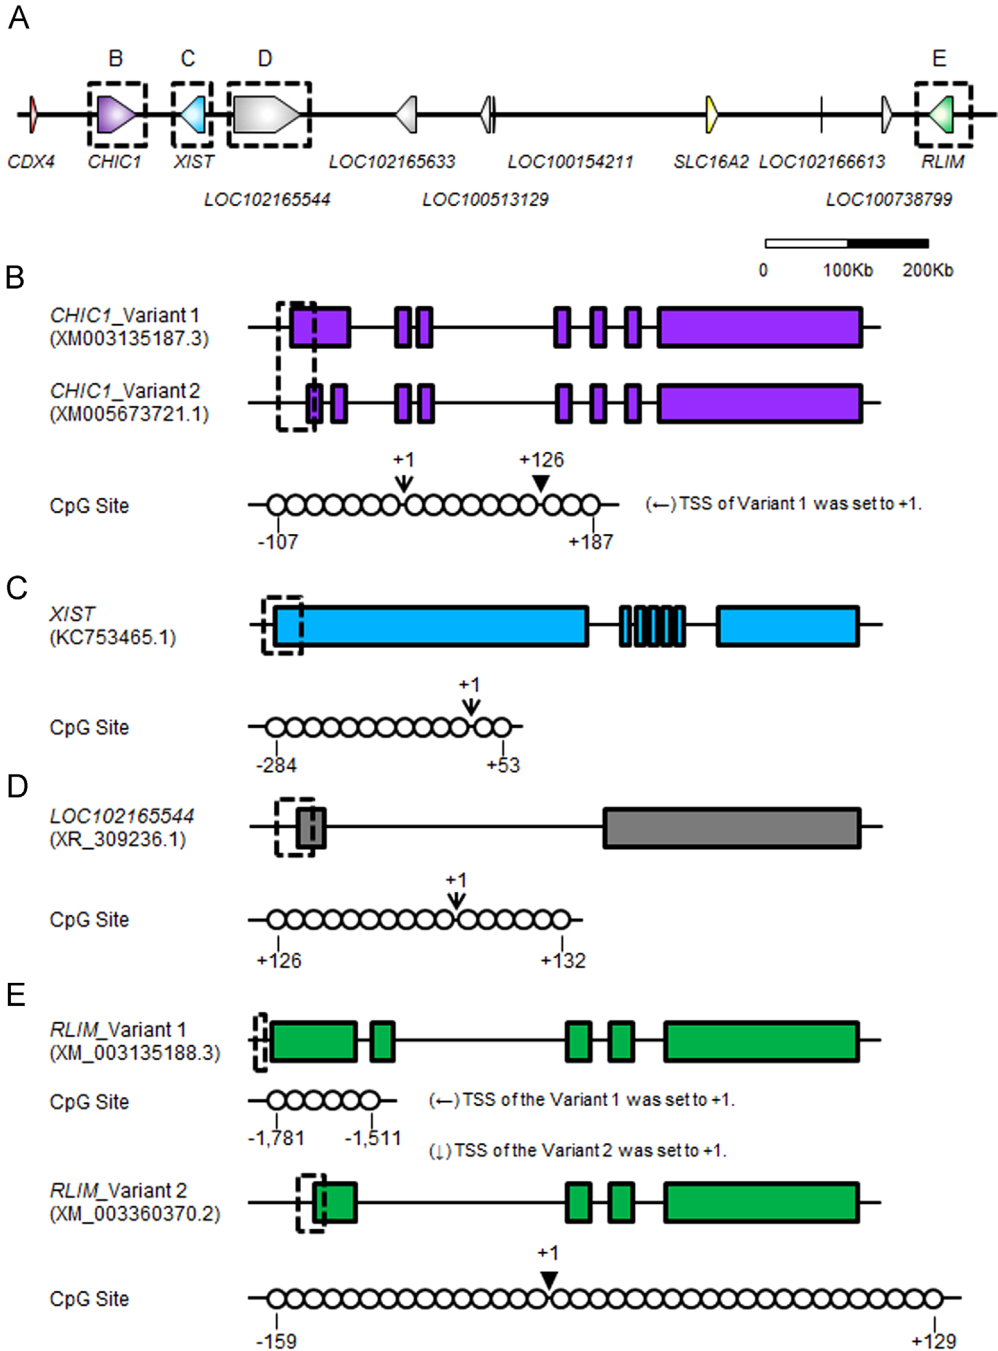 A
B C D E
CDX4 CHIC1 XIST LOC102165633 LOC100154211 SLC16A2 LOC102166613 RLIM
LOC102165544 LOC100513129 LOC100738799
0 100Kb 200Kb
B
CHIC1_Variant 1
(XM003135187.3)
CHIC1_Variant 2
(XM005673721.1)
+1 +126
CpG Site (←) TSS of Variant 1 was set to +1.
-107 +187
C
XIST
(KC753465.1)
+1
CpG Site
-284 +53
D
LOC102165544
(XR_309236.1)
+1
CpG Site
+126 +132
E
RLIM_Variant 1
(XM_003135188.3)
CpG Site (←) TSS of the Variant 1 was set to +1.
-1,781 -1,511
(↓) TSS of the Variant 2 was set to +1.
RLIM_Variant 2
(XM_003360370.2)
+1
CpG Site
-159 +129